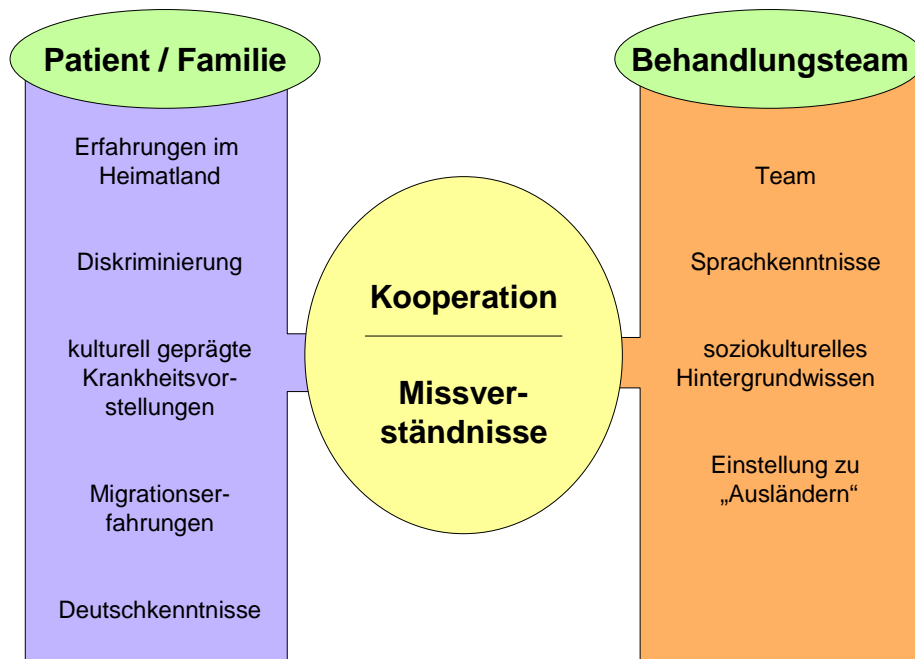 Patient / Familie
Erfahrungen im
Heimatland
Diskriminierung
kulturell geprägte
Krankheitsvor-
stellungen
Migrationser-
fahrungen
Deutschkenntnisse
Kooperation
Missver-
ständnisse
Behandlungsteam
Team
Sprachkenntnisse
soziokulturelles
Hintergrundwissen
Einstellung zu
„Ausländern“